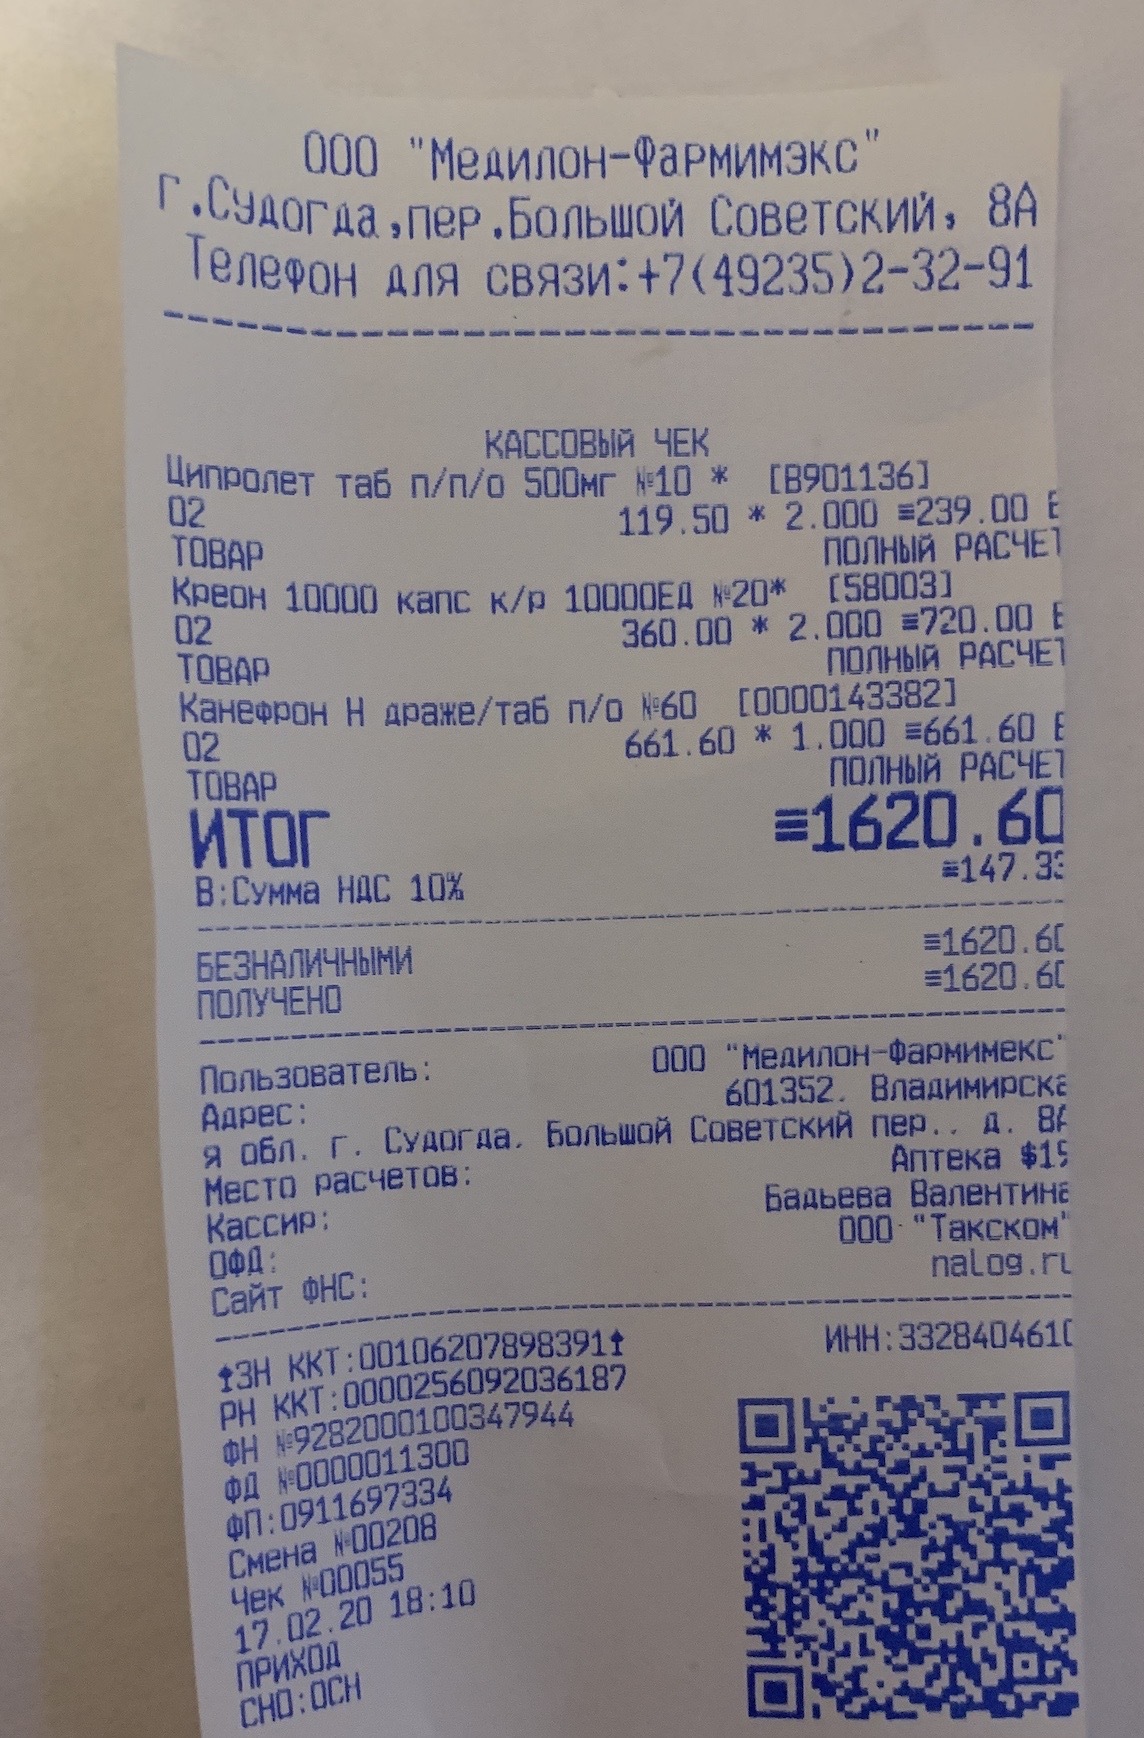 ООО "Медилон-Фармимэкс"
г.Судогда,пер.Большой Советский, 8А
Телефон для связи:+7(49235)2-32-91
КАССОВЫЙ ЧЕК
Ципролет таб п/п/о 500мг №10 * [B901136]
02 119.50 * 2.000 ≡239.00 В
ТОВАР ПОЛНЫЙ РАСЧЕТ
Креон 10000 капс к/р 10000ЕД №20* [58003]
02 360.00 * 2.000 ≡720.00 В
ТОВАР ПОЛНЫЙ РАСЧЕТ
Канефрон Н драже/таб п/о №60 [0000143382]
02 661.60 * 1.000 ≡661.60 В
ТОВАР ПОЛНЫЙ РАСЧЕТ
ИТОГ ≡1620.60
В:Сумма НДС 10% ≡147.33
БЕЗНАЛИЧНЫМИ ≡1620.60
ПОЛУЧЕНО ≡1620.60
Пользователь: ООО "Медилон-Фармимекс"
Адрес: 601352. Владимирска
я обл. г. Судогда. Большой Советский пер.. д. 8А
Место расчетов: Аптека $15
Кассир: Бадьева Валентина
ОФД: ООО "Такском"
Сайт ФНС: nalog.ru
ЗН ККТ:00106207898391 ИНН:3328404610
РН ККТ:0000256092036187
ФН №9282000100347944
ФД №0000011300
ФП:0911697334
Смена №00208
Чек №00055
17.02.20 18:10
ПРИХОД
СНО:ОСН